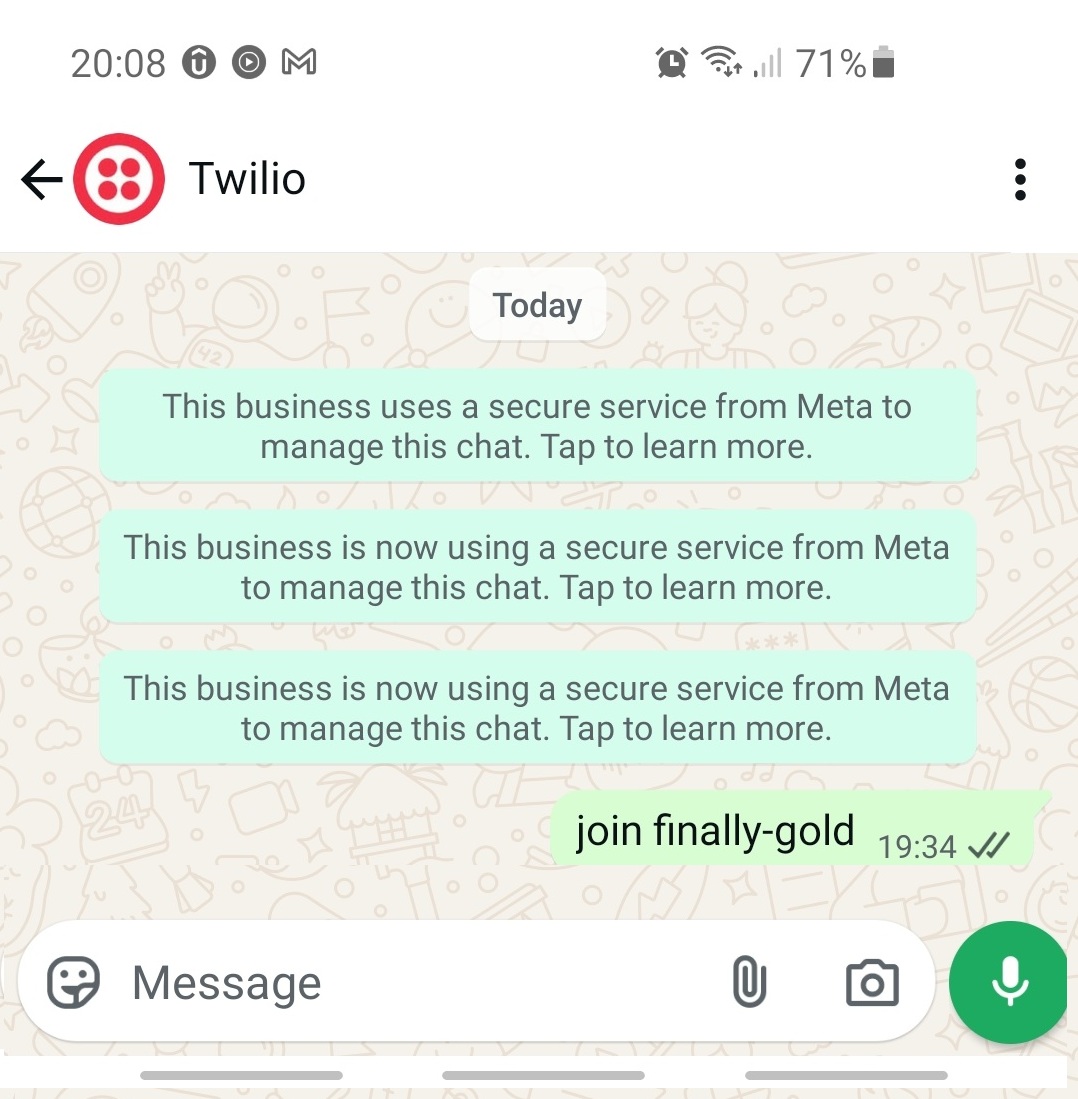 20:08 71%
Twilio
Today
This business uses a secure service from Meta to
manage this chat. Tap to learn more.
This business is now using a secure service from Meta
to manage this chat. Tap to learn more.
This business is now using a secure service from Meta
to manage this chat. Tap to learn more.
join finally-gold 19:34
Message